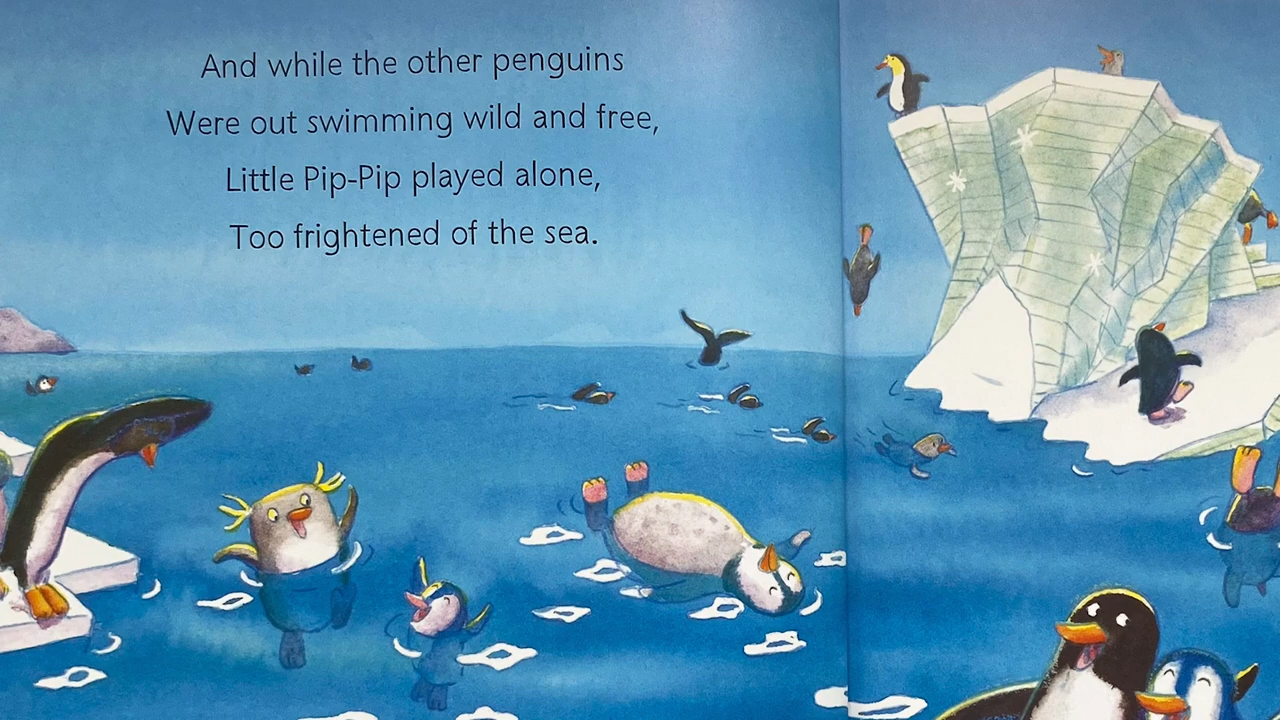 And while the other penguins
Were out swimming wild and free,
Little Pip-Pip played alone,
Too frightened of the sea.